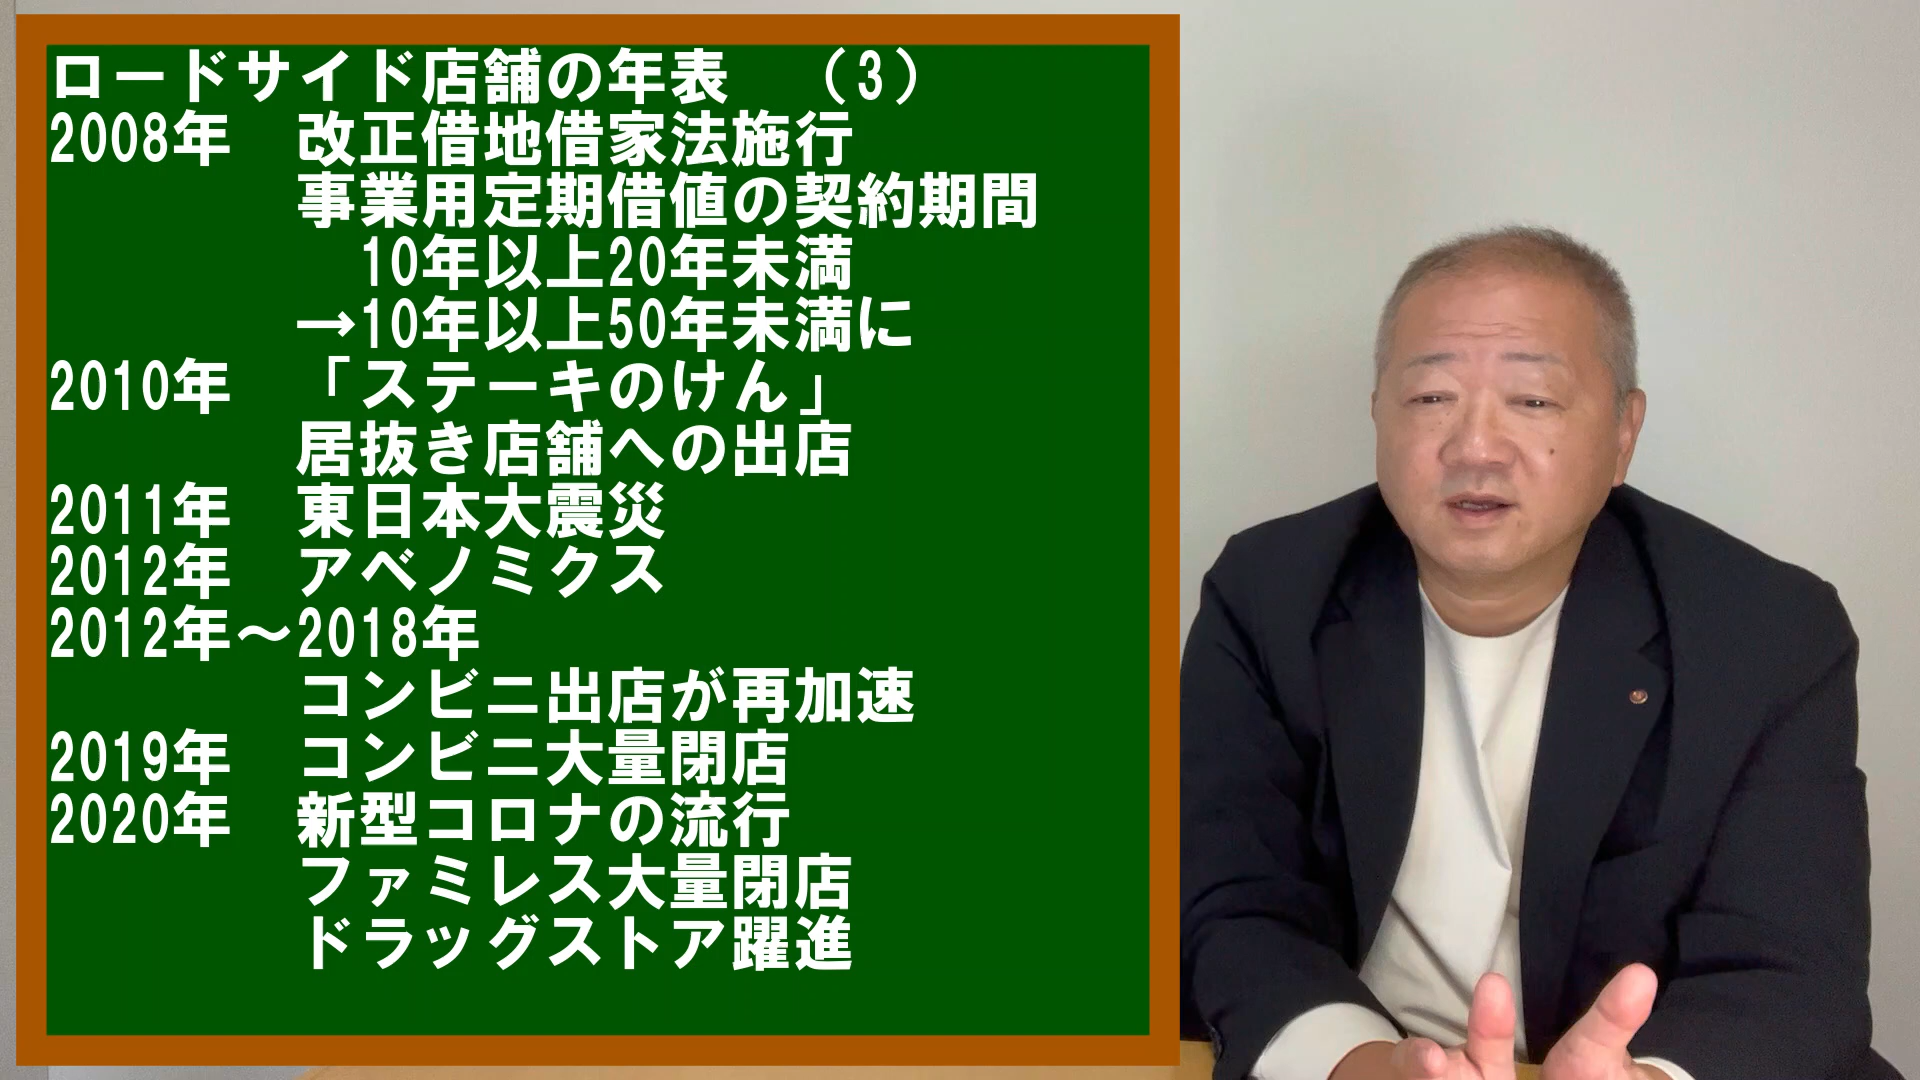 ロードサイド店舗の年表　（3）
2008年　改正借地借家法施行
事業用定期借値の契約期間
10年以上20年未満
→10年以上50年未満に
2010年　「ステーキのけん」
居抜き店舗への出店
2011年　東日本大震災
2012年　アベノミクス
2012年～2018年
コンビニ出店が再加速
2019年　コンビニ大量閉店
2020年　新型コロナの流行
ファミレス大量閉店
ドラッグストア躍進